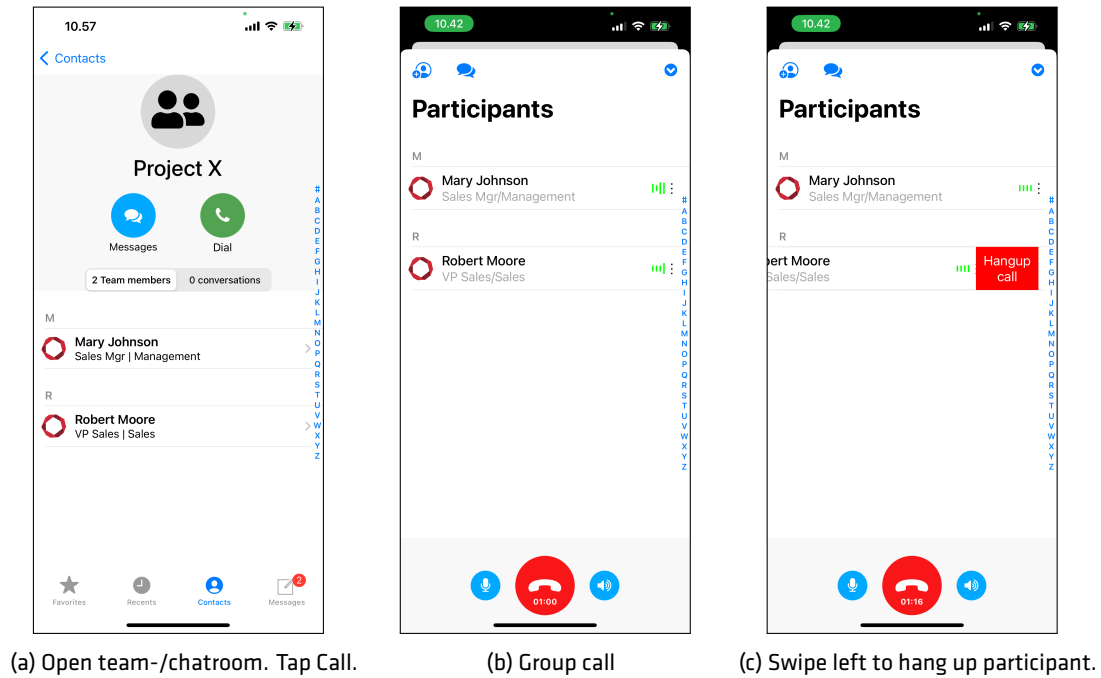 10.57
Contacts
Project X
Messages
Dial
2 Team members
0 conversations
M
Mary Johnson
Sales Mgr | Management
R
Robert Moore
VP Sales | Sales
#
A
B
C
D
E
F
G
H
I
J
K
L
M
N
O
P
Q
R
S
T
U
V
W
X
Y
Z
Favorites
Recents
Contacts
Messages
2
(a) Open team-/chatroom. Tap Call.
10.42
Participants
M
Mary Johnson
Sales Mgr/Management
R
Robert Moore
VP Sales/Sales
#
A
B
C
D
E
F
G
H
I
J
K
L
M
N
O
P
Q
R
S
T
U
V
W
X
Y
Z
01:00
(b) Group call
10.42
Participants
M
Mary Johnson
Sales Mgr/Management
R
bert Moore
Sales/Sales
Hangup
call
#
A
B
C
D
E
F
G
H
I
J
K
L
M
N
O
P
Q
R
S
T
U
V
W
X
Y
Z
01:16
(c) Swipe left to hang up participant.